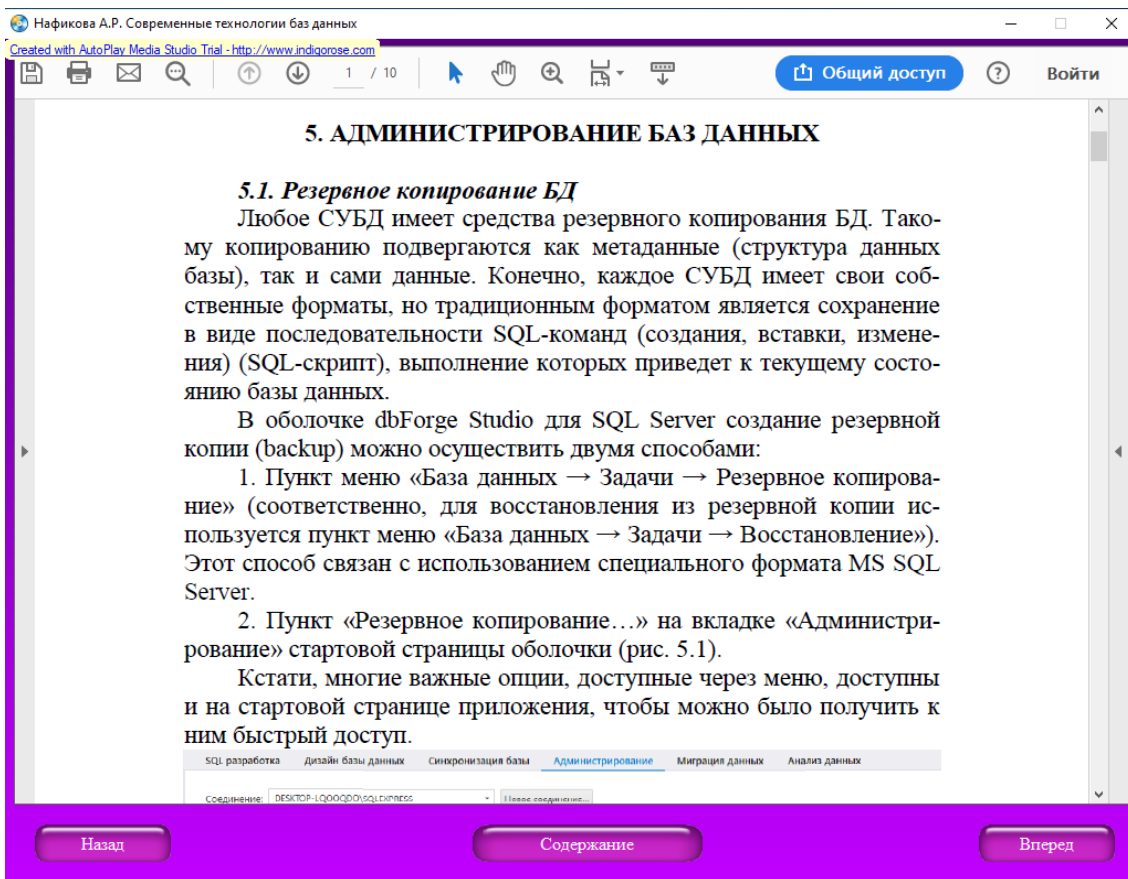 Нафикова А.Р. Современные технологии баз данных
Created with AutoPlay Media Studio Trial - http://www.indigorose.com
1 / 10
Общий доступ
Войти
5. АДМИНИСТРИРОВАНИЕ БАЗ ДАННЫХ
5.1. Резервное копирование БД
Любое СУБД имеет средства резервного копирования БД. Тако-
му копированию подвергаются как метаданные (структура данных
базы), так и сами данные. Конечно, каждое СУБД имеет свои соб-
ственные форматы, но традиционным форматом является сохранение
в виде последовательности SQL-команд (создания, вставки, измене-
ния) (SQL-скрипт), выполнение которых приведет к текущему состо-
янию базы данных.
В оболочке dbForge Studio для SQL Server создание резервной
копии (backup) можно осуществить двумя способами:
1. Пункт меню «База данных → Задачи → Резервное копирова-
ние» (соответственно, для восстановления из резервной копии ис-
пользуется пункт меню «База данных → Задачи → Восстановление»).
Этот способ связан с использованием специального формата MS SQL
Server.
2. Пункт «Резервное копирование…» на вкладке «Администри-
рование» стартовой страницы оболочки (рис. 5.1).
Кстати, многие важные опции, доступные через меню, доступны
и на стартовой странице приложения, чтобы можно было получить к
ним быстрый доступ.
SQL разработка Дизайн базы данных Синхронизация базы Администрирование Миграция данных Анализ данных
Соединение: DESKTOP-LQOOQDO\SQLEXPRESS Новое соединение...
Назад Содержание Вперед